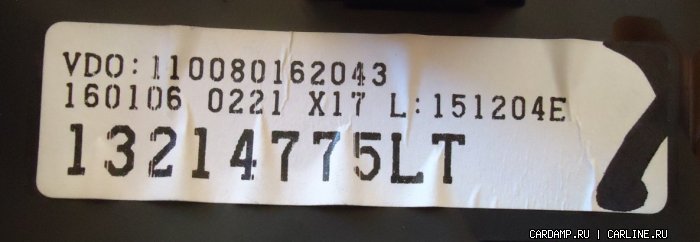 VDO:110080162043
160106 0221 X17 L:151204E
13214775LT
CARDAMP.RU | CARLINE.RU